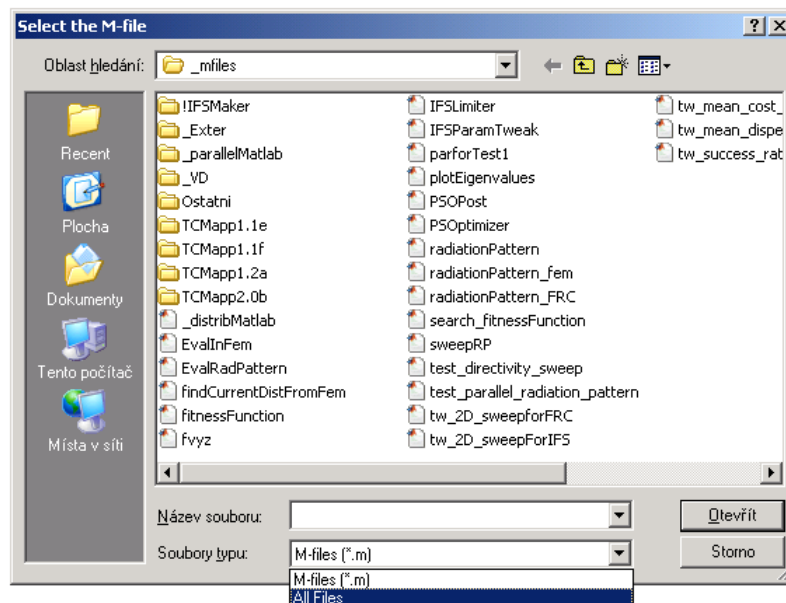 Select the M-file
Oblast hledání:
_mfiles
Recent
Plocha
Dokumenty
Tento počítač
Místa v síti
!IFSMaker
_Exter
_parallelMatlab
_VD
Ostatni
TCMapp1.1e
TCMapp1.1f
TCMapp1.2a
TCMapp2.0b
_distribMatlab
EvalInFem
EvalRadPattern
findCurrentDistFromFem
fitnessFunction
fvyz
IFSLimiter
IFSParamTweak
parforTest1
plotEigenvalues
PSOPost
PSOptimizer
radiationPattern
radiationPattern_fem
radiationPattern_FRC
search_fitnessFunction
sweepRP
test_directivity_sweep
test_parallel_radiation_pattern
tw_2D_sweepforFRC
tw_2D_sweepForIFS
tw_mean_cost_
tw_mean_dispe
tw_success_rat
Název souboru:
Otevřít
Soubory typu:
M-files (*.m)
Storno
M-files (*.m)
All Files